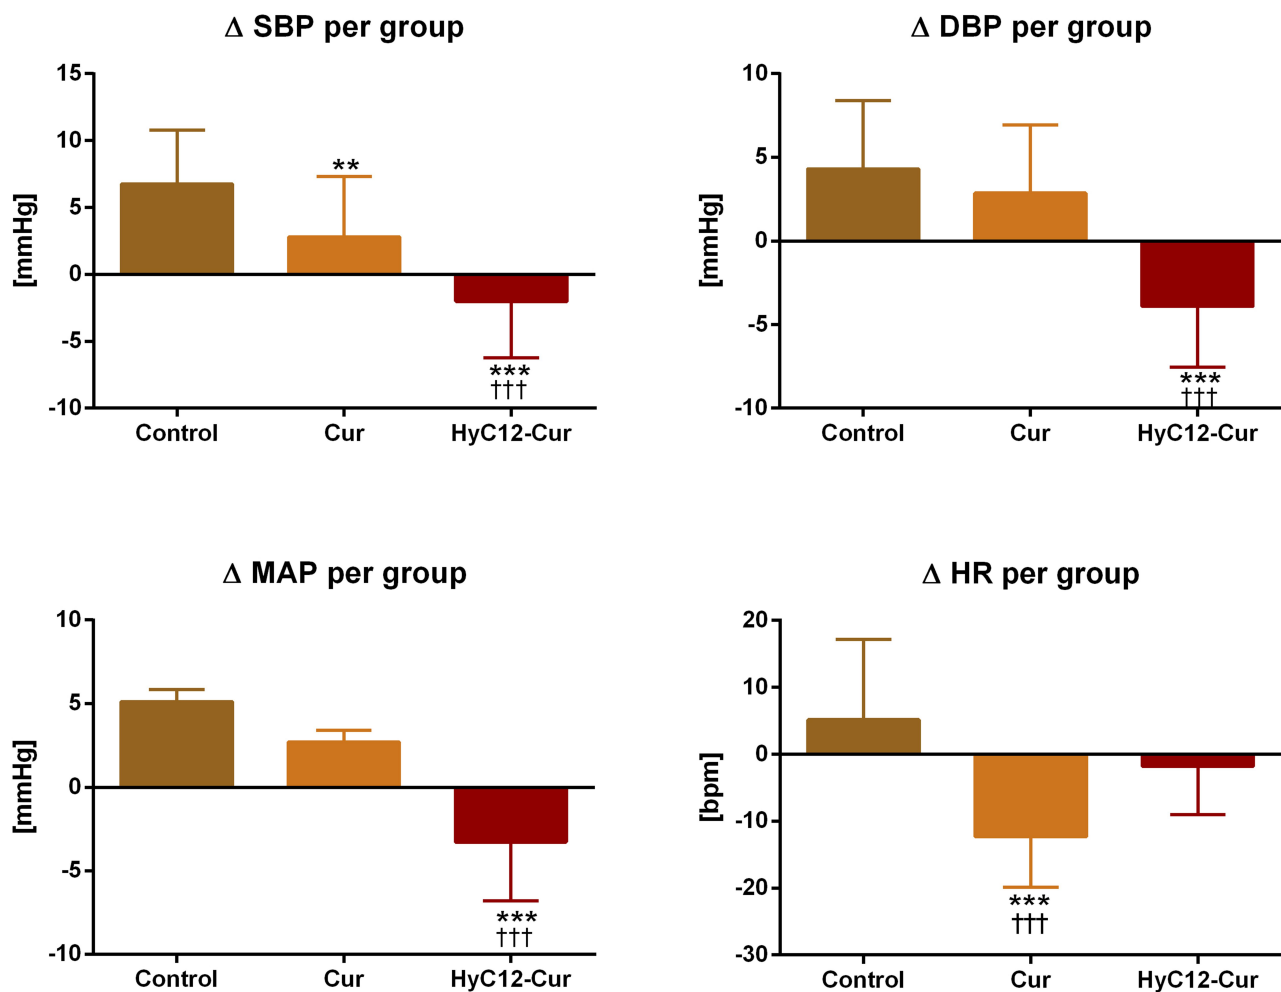 Δ SBP per group
15
10
5
0
-5
-10
[mmHg]
**
***
†††
Control Cur HyC12-Cur
Δ DBP per group
10
5
0
-5
-10
[mmHg]
***
†††
Control Cur HyC12-Cur
Δ MAP per group
10
5
0
-5
-10
[mmHg]
***
†††
Control Cur HyC12-Cur
Δ HR per group
20
10
0
-10
-20
-30
[bpm]
***
†††
Control Cur HyC12-Cur